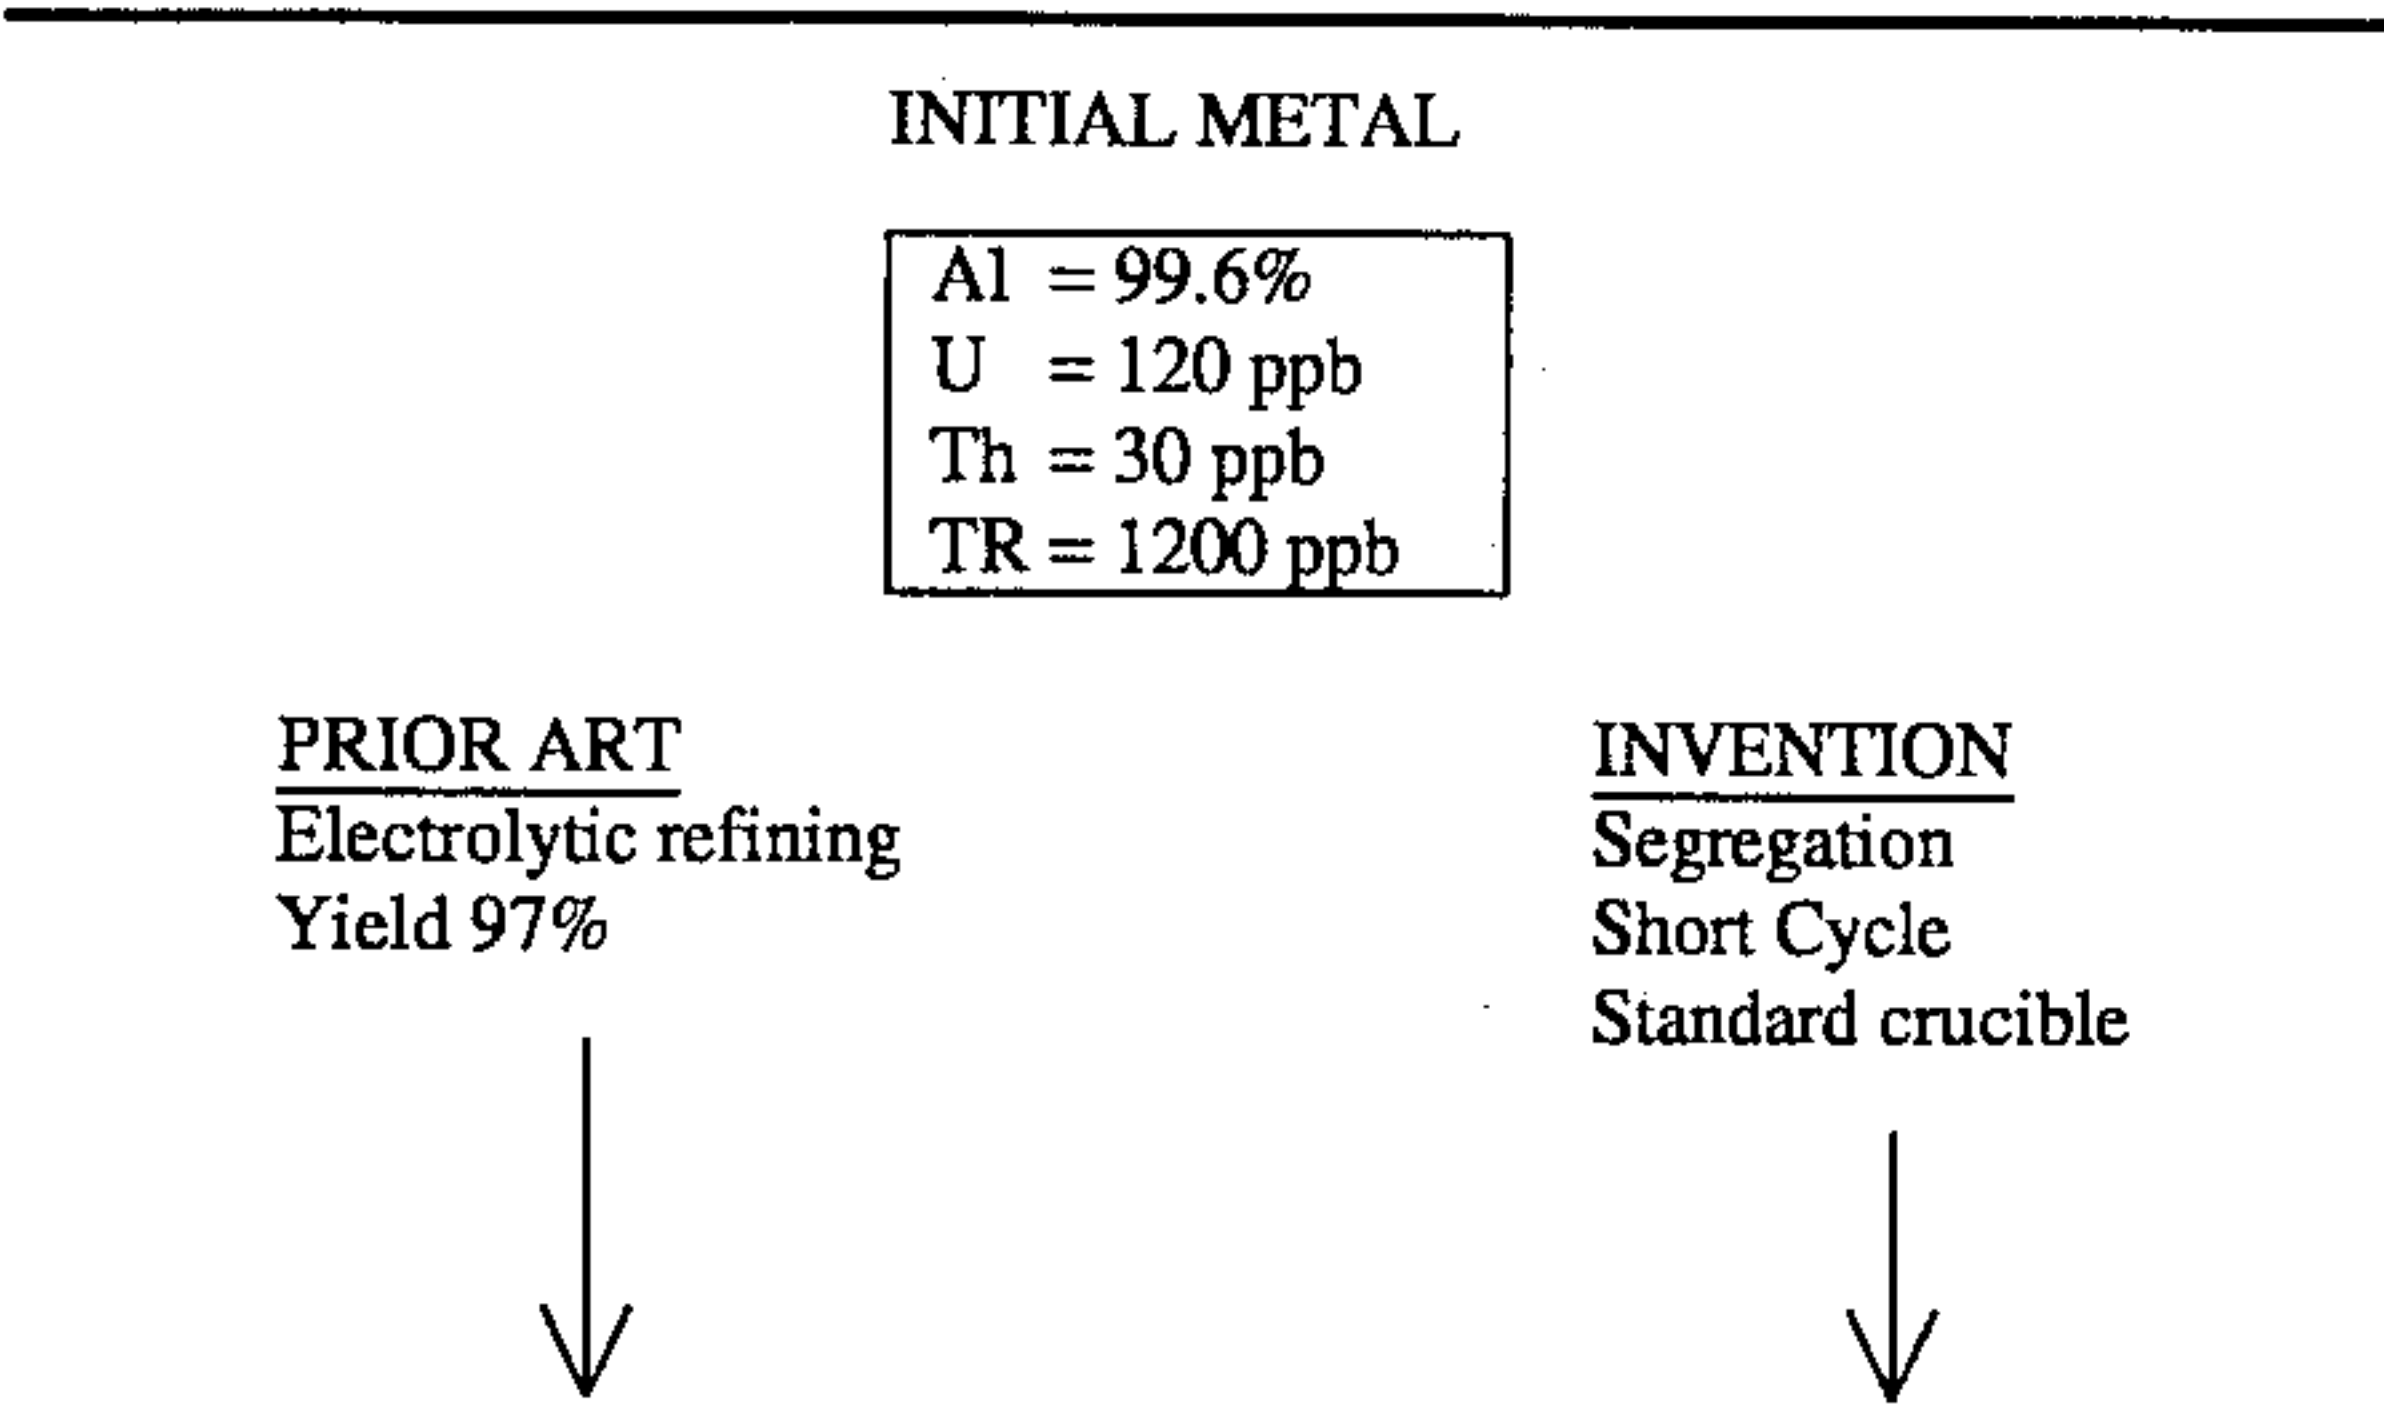 INITIAL METAL
Al = 99.6%
U = 120 ppb
Th = 30 ppb
TR = 1200 ppb
PRIOR ART
Electrolytic refining
Yield 97%
INVENTION
Segregation
Short Cycle
Standard crucible